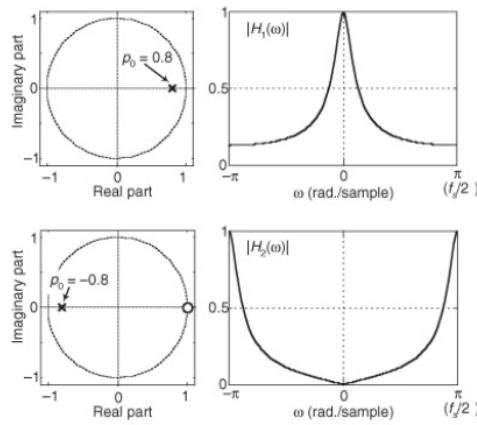 1
Imaginary part
p₀ = 0.8
0
−1
−1
0
1
Real part
1
|H₁(ω)|
0.5
0
−π
0
π
ω (rad./sample)
(fₛ/2)
1
Imaginary part
p₀ = −0.8
0
−1
−1
0
1
Real part
1
|H₂(ω)|
0.5
0
−π
0
π
ω (rad./sample)
(fₛ/2)